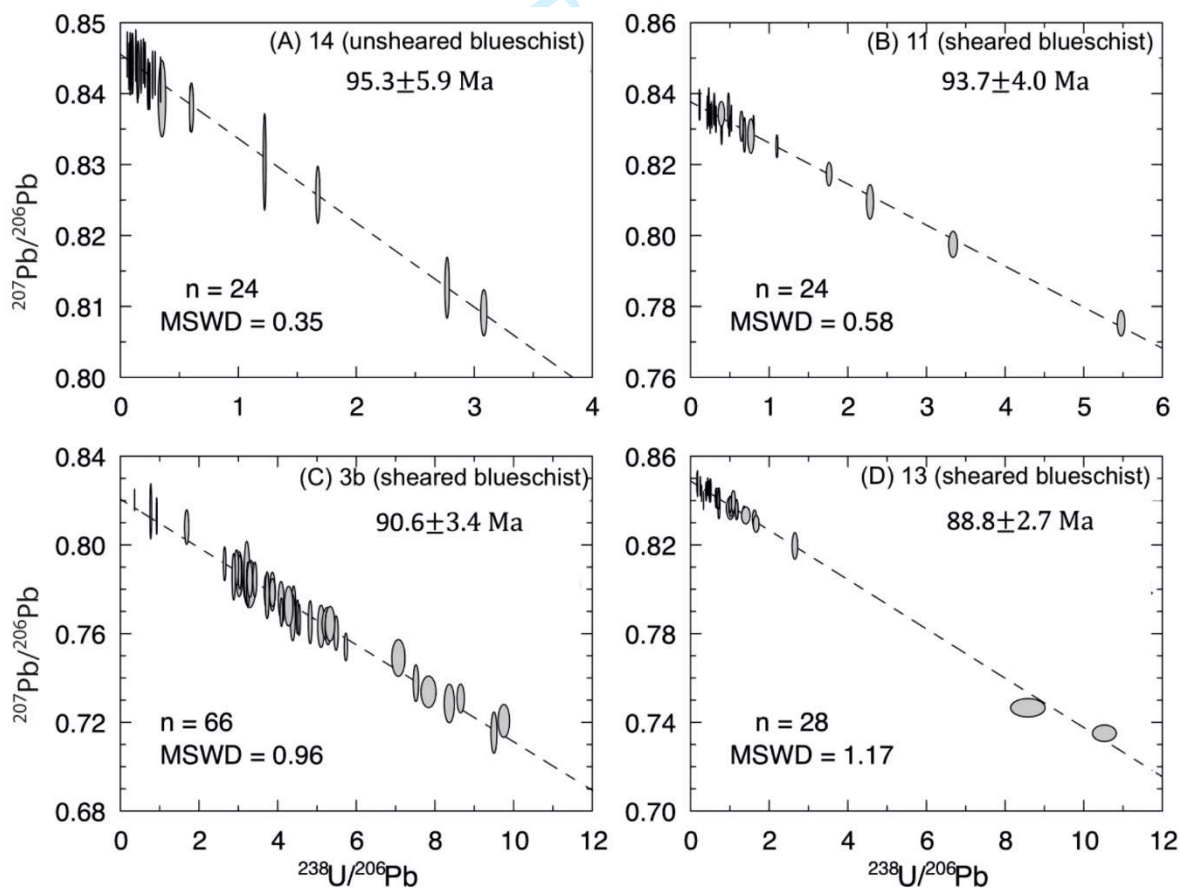 (A) 14 (unsheared blueschist)
95.3±5.9 Ma
n = 24
MSWD = 0.35
0.85
0.84
0.83
0.82
0.81
0.80
0 1 2 3 4
²⁰⁷Pb/²⁰⁶Pb
(B) 11 (sheared blueschist)
93.7±4.0 Ma
n = 24
MSWD = 0.58
0.86
0.84
0.82
0.80
0.78
0.76
0 1 2 3 4 5 6
(C) 3b (sheared blueschist)
90.6±3.4 Ma
n = 66
MSWD = 0.96
0.84
0.80
0.76
0.72
0.68
0 2 4 6 8 10 12
²⁰⁷Pb/²⁰⁶Pb
²³⁸U/²⁰⁶Pb
(D) 13 (sheared blueschist)
88.8±2.7 Ma
n = 28
MSWD = 1.17
0.86
0.82
0.78
0.74
0.70
0 2 4 6 8 10 12
²³⁸U/²⁰⁶Pb